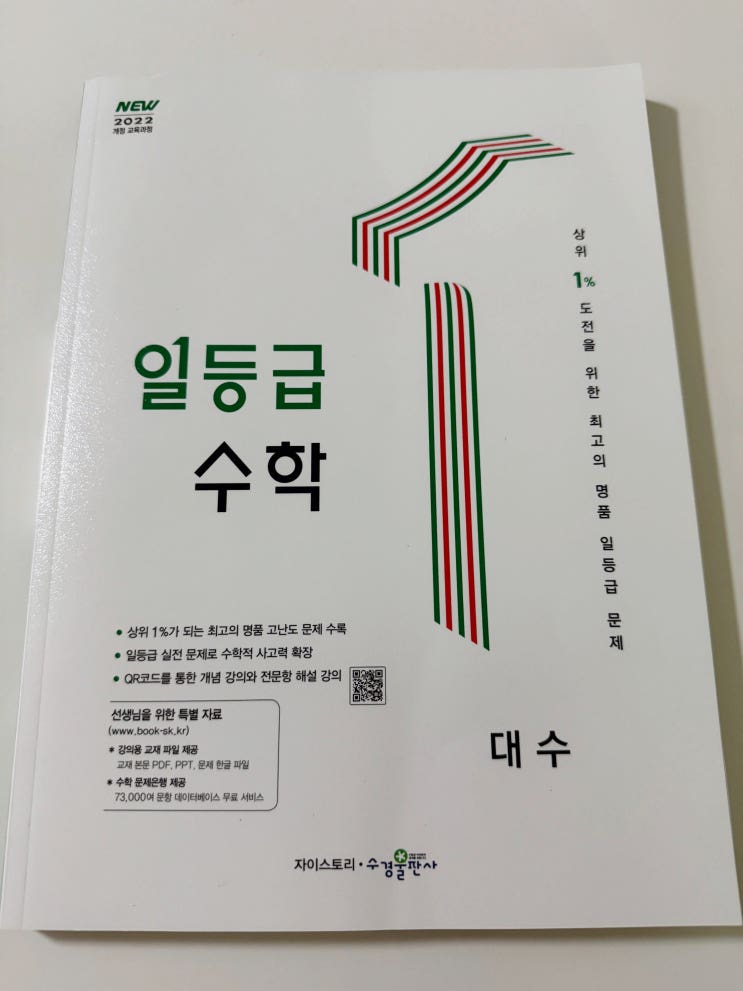 NEW
2022
개정 교육과정
상위 1% 도전을 위한 최고의 명품 일등급 문제
일등급
수학
• 상위 1%가 되는 최고의 명품 고난도 문제 수록
• 일등급 실전 문제로 수학적 사고력 확장
• QR코드를 통한 개념 강의와 전문항 해설 강의
선생님을 위한 특별 자료
(www.book-sk.kr)
* 강의용 교재 파일 제공
교재 본문 PDF, PPT, 문제 한글 파일
* 수학 문제은행 제공
73,000여 문항 데이터베이스 무료 서비스
대수
자이스토리 • 수경출판사